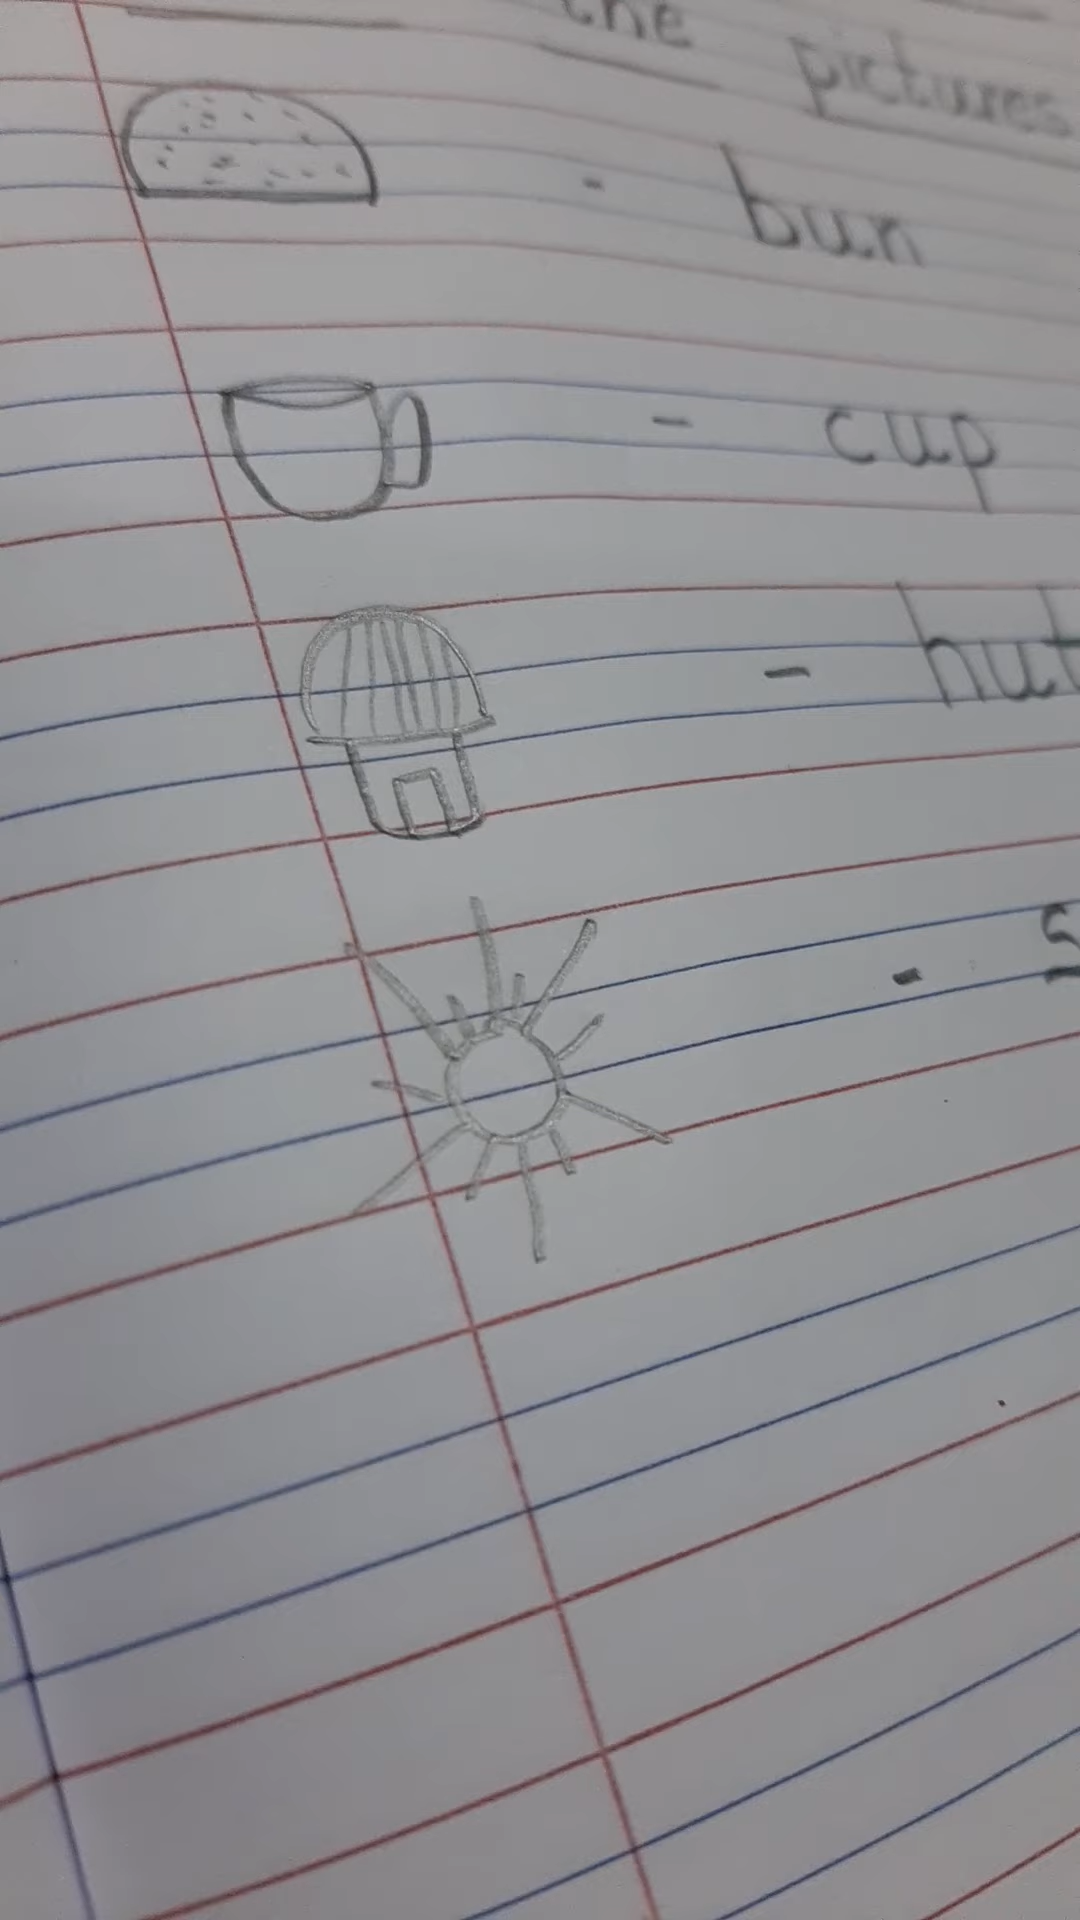 the pictures
- bun
- cup
- hut
-